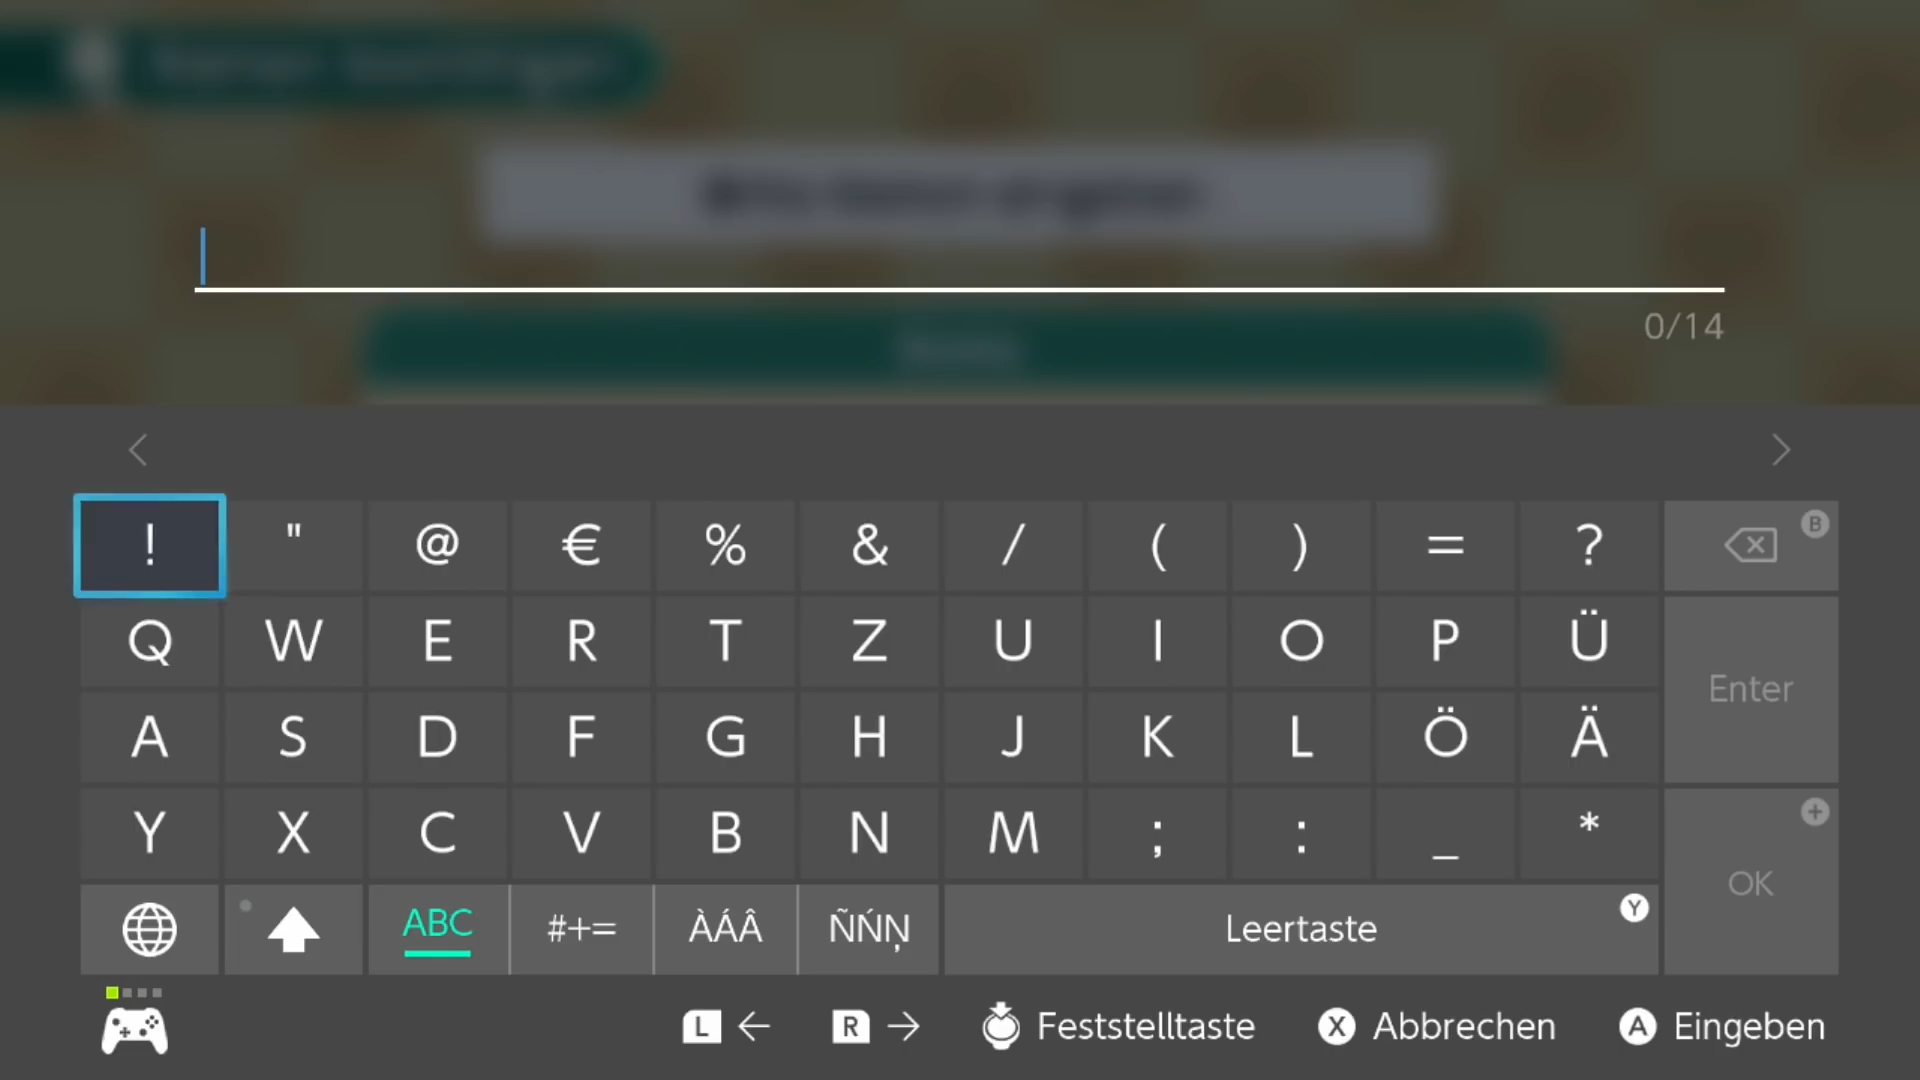 0/14
! " @ € % & / ( ) = ? B
Q W E R T Z U I O P Ü Enter
A S D F G H J K L Ö Ä
Y X C V B N M ; : _ * OK
ABC #+= ÀÁÂ ÑŃŅ Leertaste Y
L ← R → Feststelltaste X Abbrechen A Eingeben